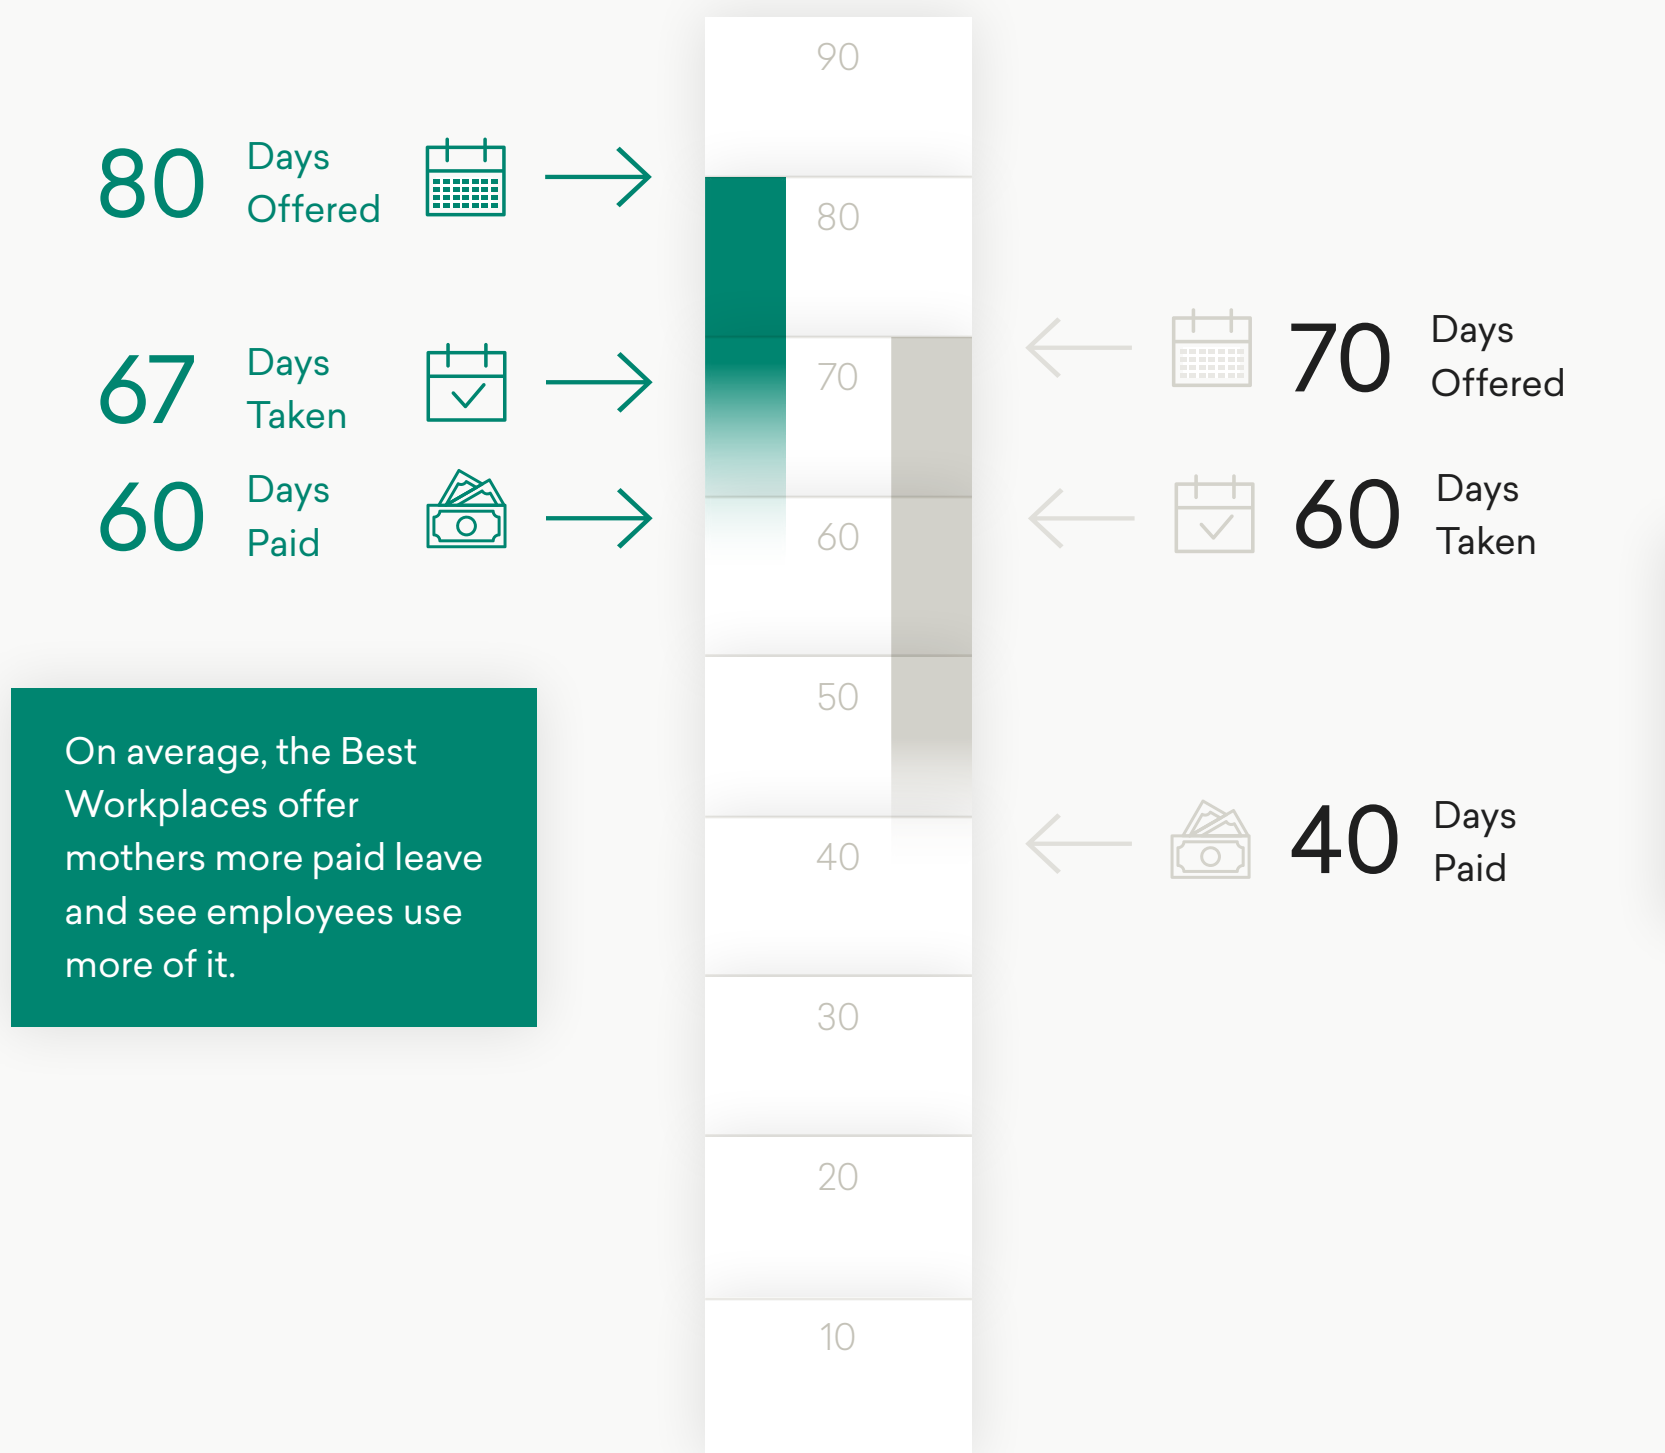 80
Days
Offered
67
Days
Taken
60
Days
Paid
On average, the Best
Workplaces offer
mothers more paid leave
and see employees use
more of it.
90
80
70
60
50
40
30
20
10
70
Days
Offered
60
Days
Taken
40
Days
Paid